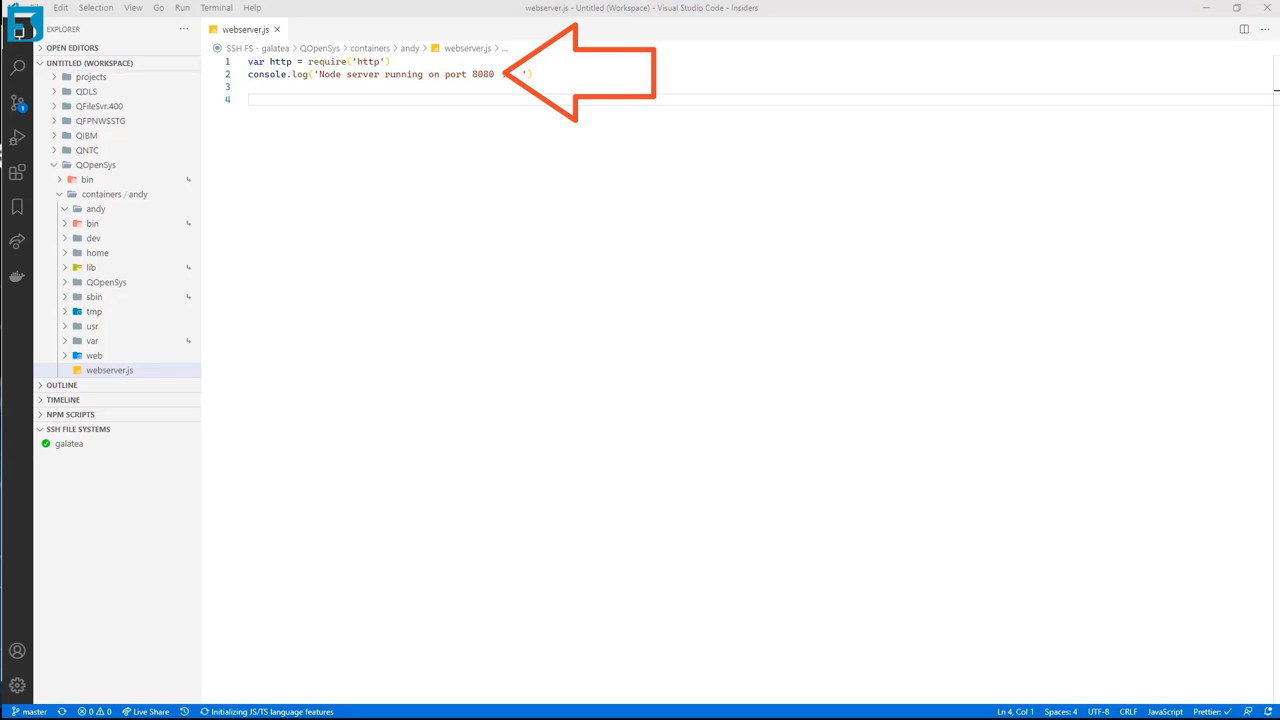 Edit Selection View Go Run Terminal Help webserver.js - Untitled (Workspace) - Visual Studio Code - Insiders
EXPLORER
webserver.js
OPEN EDITORS
UNTITLED (WORKSPACE)
projects
QDLS
QFileSvr.400
QFPNWSSTG
QIBM
QNTC
QOpenSys
bin
containers / andy
andy
bin
dev
home
lib
QOpenSys
sbin
tmp
usr
var
web
webserver.js
OUTLINE
TIMELINE
NPM SCRIPTS
SSH FILE SYSTEMS
galatea
SSH FS - galatea > QOpenSys > containers > andy > webserver.js > ...
1 var http = require('http')
2 console.log('Node server running on port 8080 ')
3
4
1
master 0 0 Live Share Initializing JS/TS language features Ln 4, Col 1 Spaces: 4 UTF-8 CRLF JavaScript Prettier: ✓